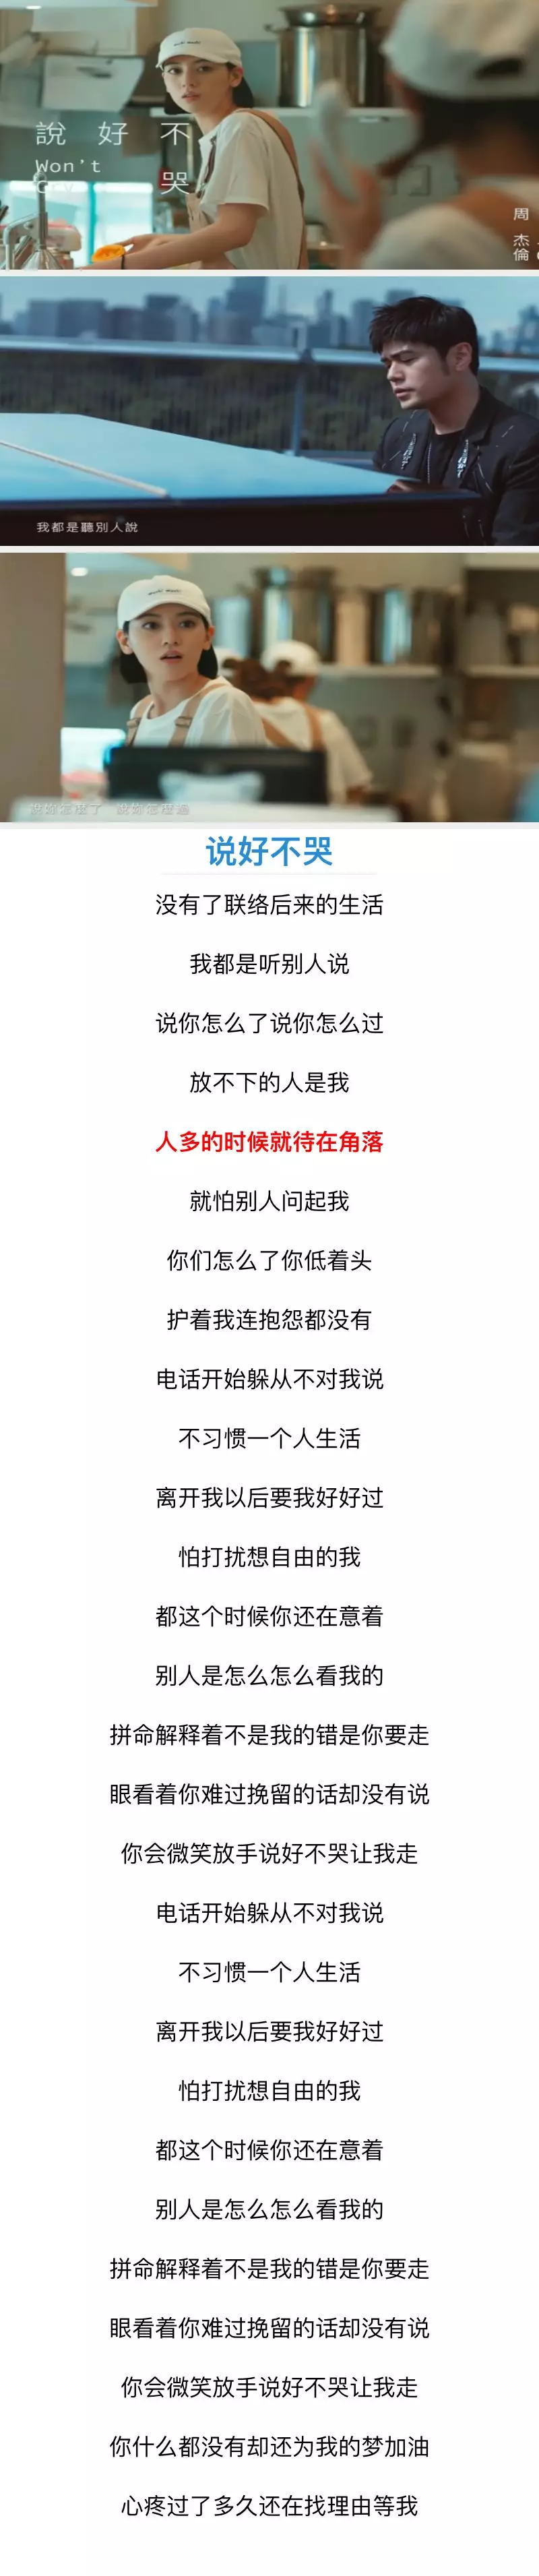 說好不哭
Won't
周杰倫
我都是聽別人說
说好不哭
没有了联络后来的生活
我都是听别人说
说你怎么了说你怎么过
放不下的人是我
人多的时候就待在角落
就怕别人问起我
你们怎么了你低着头
护着我连抱怨都没有
电话开始躲从不对我说
不习惯一个人生活
离开我以后要我好好过
怕打扰想自由的我
都这个时候你还在意着
别人是怎么怎么看我的
拼命解释着不是我的错是你要走
眼看着你难过挽留的话却没有说
你会微笑放手说好不哭让我走
电话开始躲从不对我说
不习惯一个人生活
离开我以后要我好好过
怕打扰想自由的我
都这个时候你还在意着
别人是怎么怎么看我的
拼命解释着不是我的错是你要走
眼看着你难过挽留的话却没有说
你会微笑放手说好不哭让我走
你什么都没有却还为我的梦加油
心疼过了多久还在找理由等我